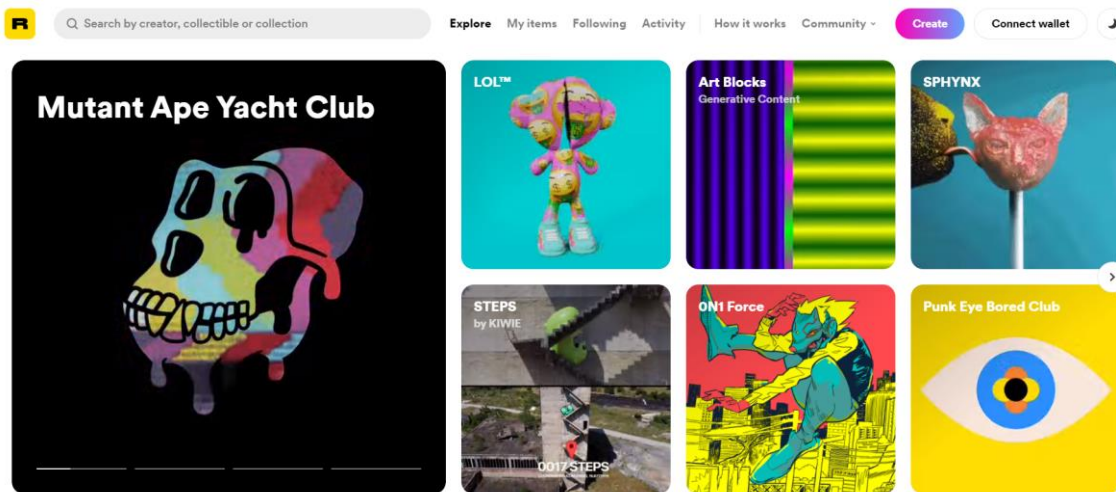 R
Search by creator, collectible or collection
Explore My items Following Activity How it works Community Create Connect wallet
Mutant Ape Yacht Club
LOL™
Art Blocks
Generative Content
SPHYNX
STEPS
by KIWIE
0017 STEPS
0N1 Force
Punk Eye Bored Club